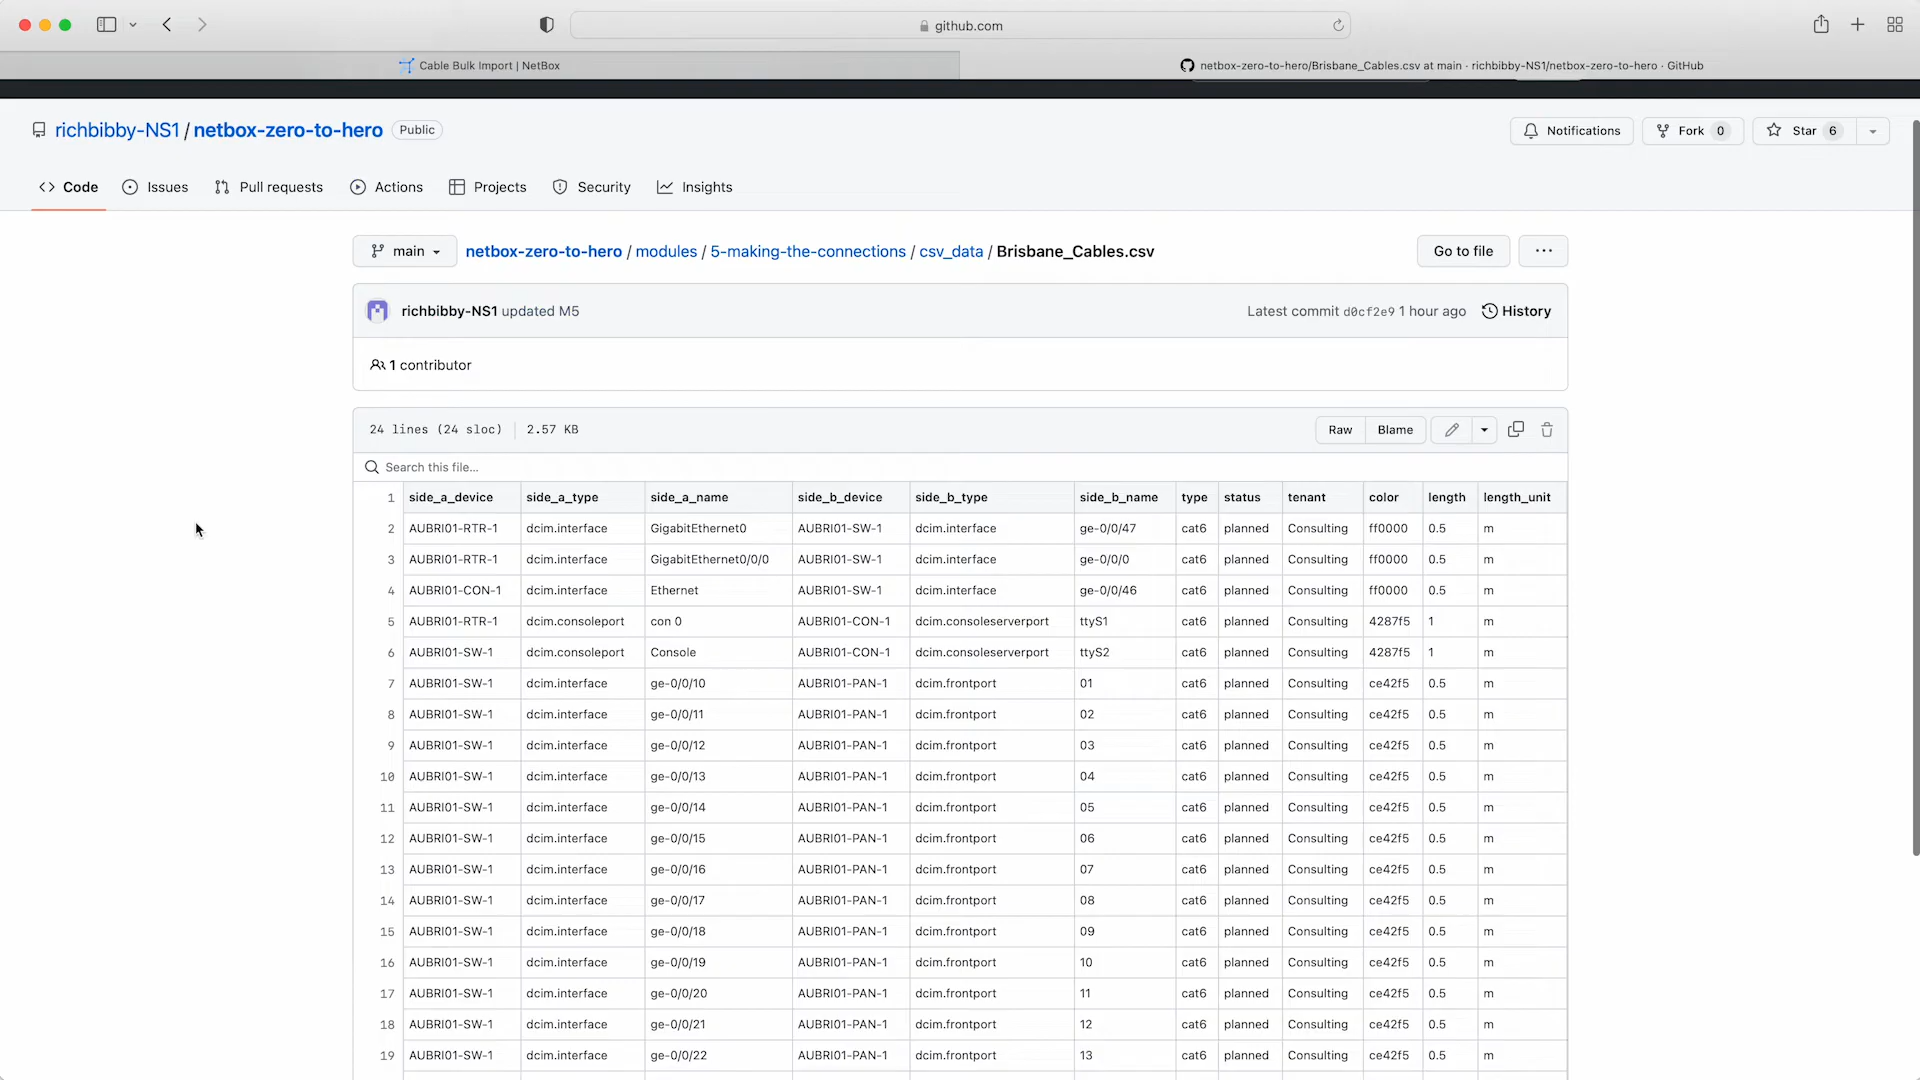 github.com
Cable Bulk Import | NetBox
netbox-zero-to-hero/Brisbane_Cables.csv at main · richbibby-NS1/netbox-zero-to-hero · GitHub
richbibby-NS1 / netbox-zero-to-hero Public
Notifications Fork 0 Star 6
Code Issues Pull requests Actions Projects Security Insights
main netbox-zero-to-hero / modules / 5-making-the-connections / csv_data / Brisbane_Cables.csv Go to file ...
richbibby-NS1 updated M5 Latest commit d0cf2e9 1 hour ago History
1 contributor
24 lines (24 sloc) 2.57 KB Raw Blame
Search this file...
1 side_a_device side_a_type side_a_name side_b_device side_b_type side_b_name type status tenant color length length_unit
2 AUBRI01-RTR-1 dcim.interface GigabitEthernet0 AUBRI01-SW-1 dcim.interface ge-0/0/47 cat6 planned Consulting ff0000 0.5 m
3 AUBRI01-RTR-1 dcim.interface GigabitEthernet0/0/0 AUBRI01-SW-1 dcim.interface ge-0/0/0 cat6 planned Consulting ff0000 0.5 m
4 AUBRI01-CON-1 dcim.interface Ethernet AUBRI01-SW-1 dcim.interface ge-0/0/46 cat6 planned Consulting ff0000 0.5 m
5 AUBRI01-RTR-1 dcim.consoleport con 0 AUBRI01-CON-1 dcim.consoleserverport ttyS1 cat6 planned Consulting 4287f5 1 m
6 AUBRI01-SW-1 dcim.consoleport Console AUBRI01-CON-1 dcim.consoleserverport ttyS2 cat6 planned Consulting 4287f5 1 m
7 AUBRI01-SW-1 dcim.interface ge-0/0/10 AUBRI01-PAN-1 dcim.frontport 01 cat6 planned Consulting ce42f5 0.5 m
8 AUBRI01-SW-1 dcim.interface ge-0/0/11 AUBRI01-PAN-1 dcim.frontport 02 cat6 planned Consulting ce42f5 0.5 m
9 AUBRI01-SW-1 dcim.interface ge-0/0/12 AUBRI01-PAN-1 dcim.frontport 03 cat6 planned Consulting ce42f5 0.5 m
10 AUBRI01-SW-1 dcim.interface ge-0/0/13 AUBRI01-PAN-1 dcim.frontport 04 cat6 planned Consulting ce42f5 0.5 m
11 AUBRI01-SW-1 dcim.interface ge-0/0/14 AUBRI01-PAN-1 dcim.frontport 05 cat6 planned Consulting ce42f5 0.5 m
12 AUBRI01-SW-1 dcim.interface ge-0/0/15 AUBRI01-PAN-1 dcim.frontport 06 cat6 planned Consulting ce42f5 0.5 m
13 AUBRI01-SW-1 dcim.interface ge-0/0/16 AUBRI01-PAN-1 dcim.frontport 07 cat6 planned Consulting ce42f5 0.5 m
14 AUBRI01-SW-1 dcim.interface ge-0/0/17 AUBRI01-PAN-1 dcim.frontport 08 cat6 planned Consulting ce42f5 0.5 m
15 AUBRI01-SW-1 dcim.interface ge-0/0/18 AUBRI01-PAN-1 dcim.frontport 09 cat6 planned Consulting ce42f5 0.5 m
16 AUBRI01-SW-1 dcim.interface ge-0/0/19 AUBRI01-PAN-1 dcim.frontport 10 cat6 planned Consulting ce42f5 0.5 m
17 AUBRI01-SW-1 dcim.interface ge-0/0/20 AUBRI01-PAN-1 dcim.frontport 11 cat6 planned Consulting ce42f5 0.5 m
18 AUBRI01-SW-1 dcim.interface ge-0/0/21 AUBRI01-PAN-1 dcim.frontport 12 cat6 planned Consulting ce42f5 0.5 m
19 AUBRI01-SW-1 dcim.interface ge-0/0/22 AUBRI01-PAN-1 dcim.frontport 13 cat6 planned Consulting ce42f5 0.5 m